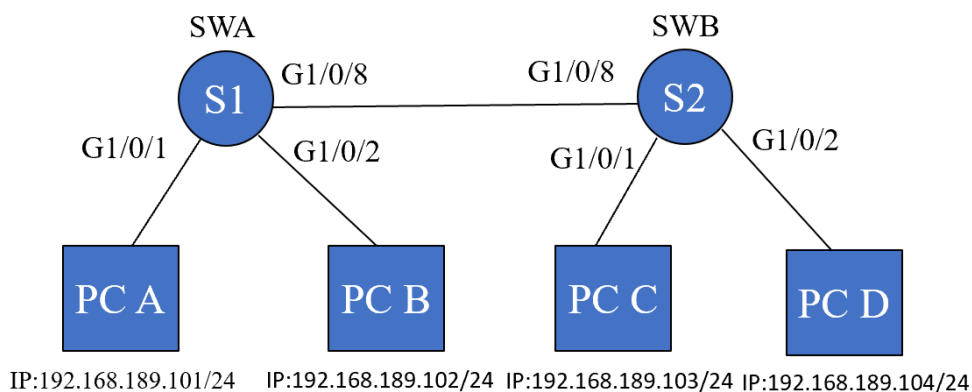 SWA
SWB
S1
G1/0/8
G1/0/8
S2
G1/0/1
G1/0/2
G1/0/1
G1/0/2
PC A
PC B
PC C
PC D
IP:192.168.189.101/24
IP:192.168.189.102/24
IP:192.168.189.103/24
IP:192.168.189.104/24